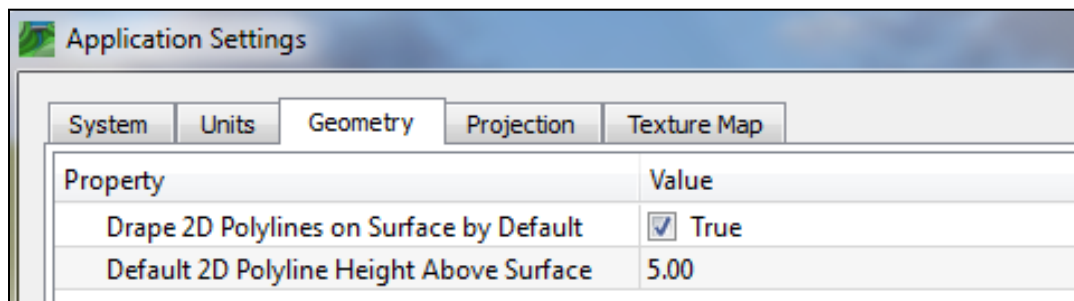 Application Settings
System Units Geometry Projection Texture Map
Property Value
Drape 2D Polylines on Surface by Default True
Default 2D Polyline Height Above Surface 5.00